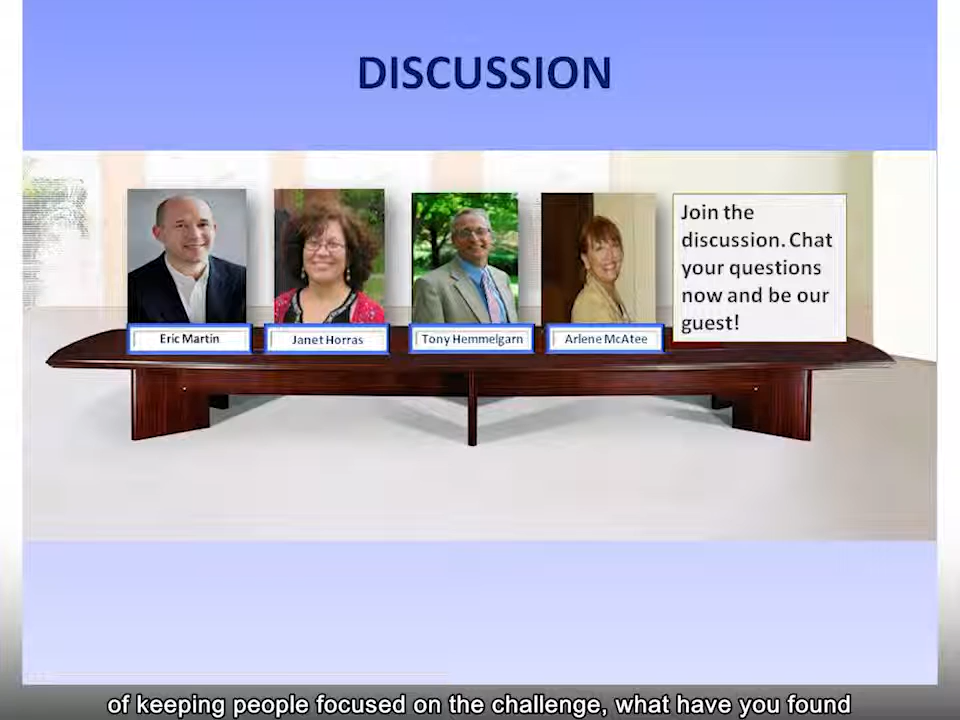 DISCUSSION
Join the
discussion. Chat
your questions
now and be our
guest!
Eric Martin
Janet Horras
Tony Hemmelgarn
Arlene McAtee
of keeping people focused on the challenge, what have you found